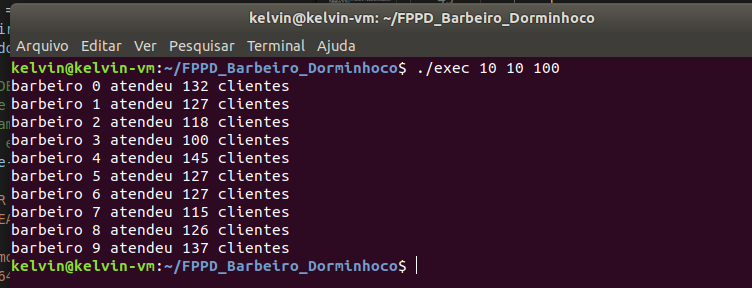 kelvin@kelvin-vm: ~/FPPD_Barbeiro_Dorminhoco
Arquivo Editar Ver Pesquisar Terminal Ajuda
kelvin@kelvin-vm:~/FPPD_Barbeiro_Dorminhoco$ ./exec 10 10 100
barbeiro 0 atendeu 132 clientes
barbeiro 1 atendeu 127 clientes
barbeiro 2 atendeu 118 clientes
barbeiro 3 atendeu 100 clientes
barbeiro 4 atendeu 145 clientes
barbeiro 5 atendeu 127 clientes
barbeiro 6 atendeu 127 clientes
barbeiro 7 atendeu 115 clientes
barbeiro 8 atendeu 126 clientes
barbeiro 9 atendeu 137 clientes
kelvin@kelvin-vm:~/FPPD_Barbeiro_Dorminhoco$